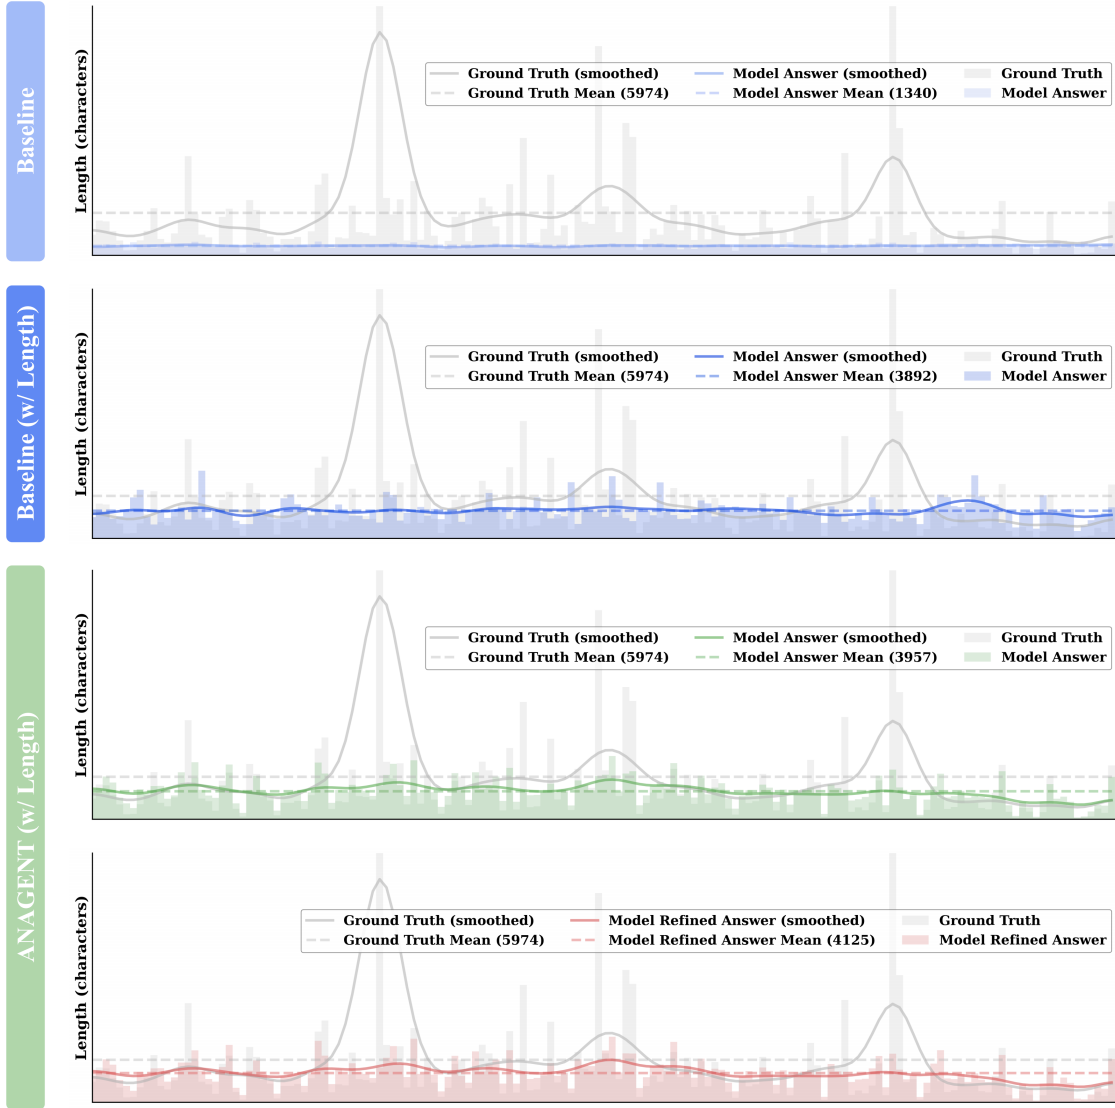 Baseline
Length (characters)
Ground Truth (smoothed)
Model Answer (smoothed)
Ground Truth
Ground Truth Mean (5974)
Model Answer Mean (1340)
Model Answer
Baseline (w/ Length)
Length (characters)
Ground Truth (smoothed)
Model Answer (smoothed)
Ground Truth
Ground Truth Mean (5974)
Model Answer Mean (3892)
Model Answer
ANAGENT (w/ Length)
Length (characters)
Ground Truth (smoothed)
Model Answer (smoothed)
Ground Truth
Ground Truth Mean (5974)
Model Answer Mean (3957)
Model Answer
Length (characters)
Ground Truth (smoothed)
Model Refined Answer (smoothed)
Ground Truth
Ground Truth Mean (5974)
Model Refined Answer Mean (4125)
Model Refined Answer